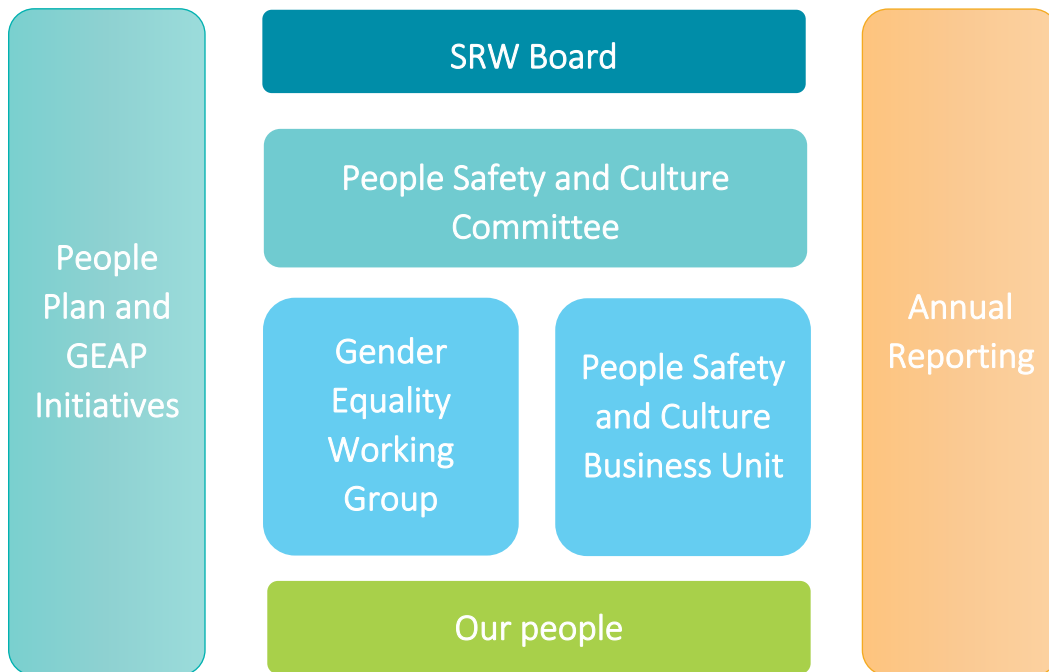 People
Plan and
GEAP
Initiatives
SRW Board
People Safety and Culture
Committee
Gender
Equality
Working
Group
People Safety
and Culture
Business Unit
Our people
Annual
Reporting